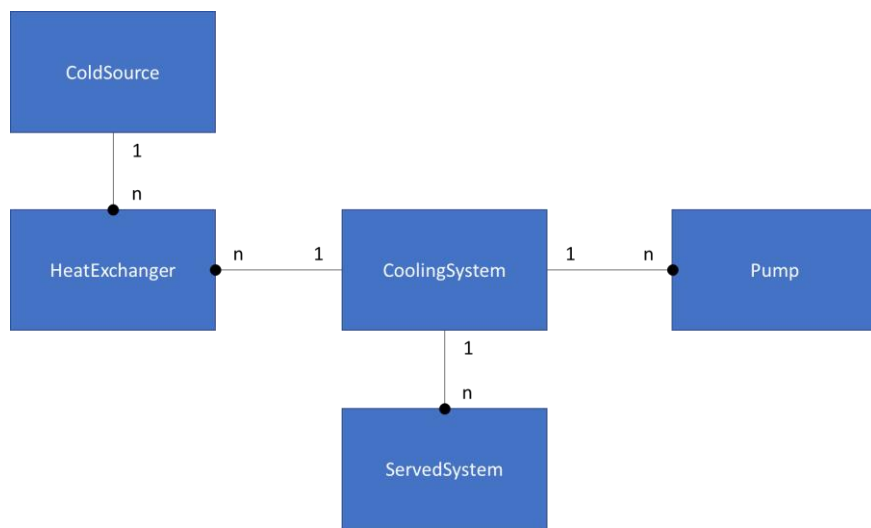 ColdSource
1
n
HeatExchanger
n
1
CoolingSystem
1
n
Pump
1
n
ServedSystem